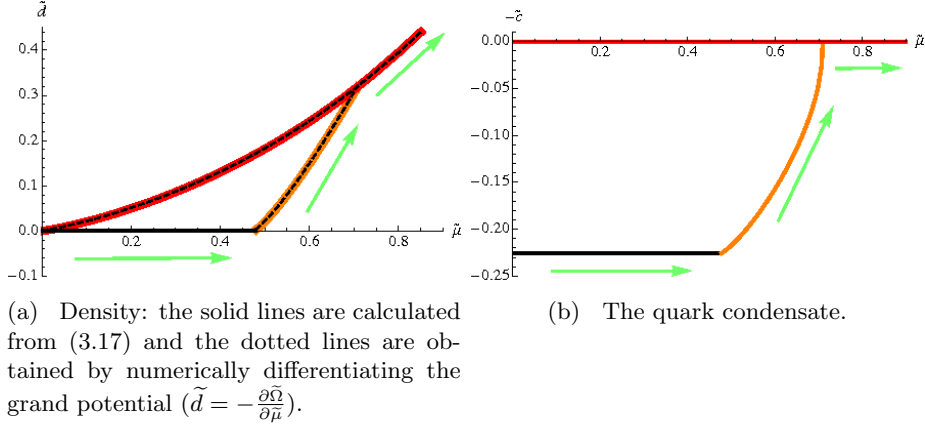 d̃
0.4
0.3
0.2
0.1
0.0
-0.1
0.2
0.4
0.6
0.8
μ̃
-c̃
0.00
-0.05
-0.10
-0.15
-0.20
-0.25
0.2
0.4
0.6
0.8
μ̃
(a) Density: the solid lines are calculated
from (3.17) and the dotted lines are ob-
tained by numerically differentiating the
grand potential (d̃ = −∂Ω̃/∂μ̃).
(b) The quark condensate.